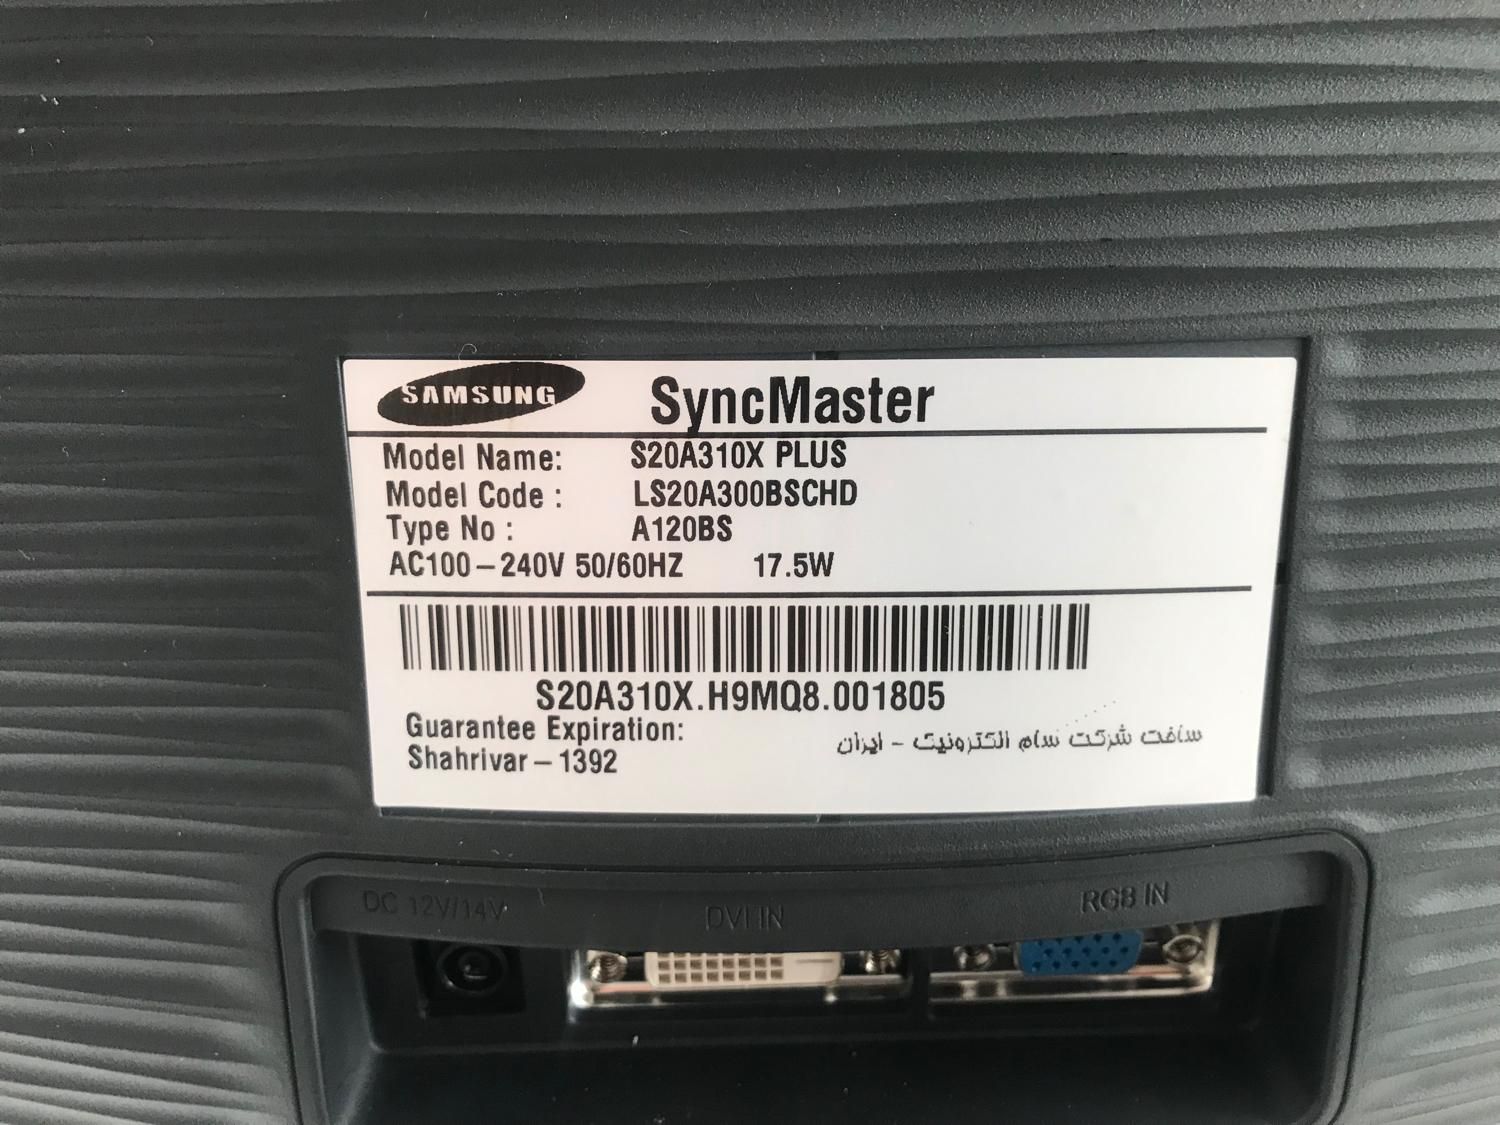 SAMSUNG SyncMaster
Model Name: S20A310X PLUS
Model Code : LS20A300BSCHD
Type No : A120BS
AC100-240V 50/60HZ 17.5W
S20A310X.H9MQ8.001805
Guarantee Expiration:
Shahrivar-1392
ساخت شرکت سام الکترونیک - ایران
DC 12V/14V DVI IN RGB IN